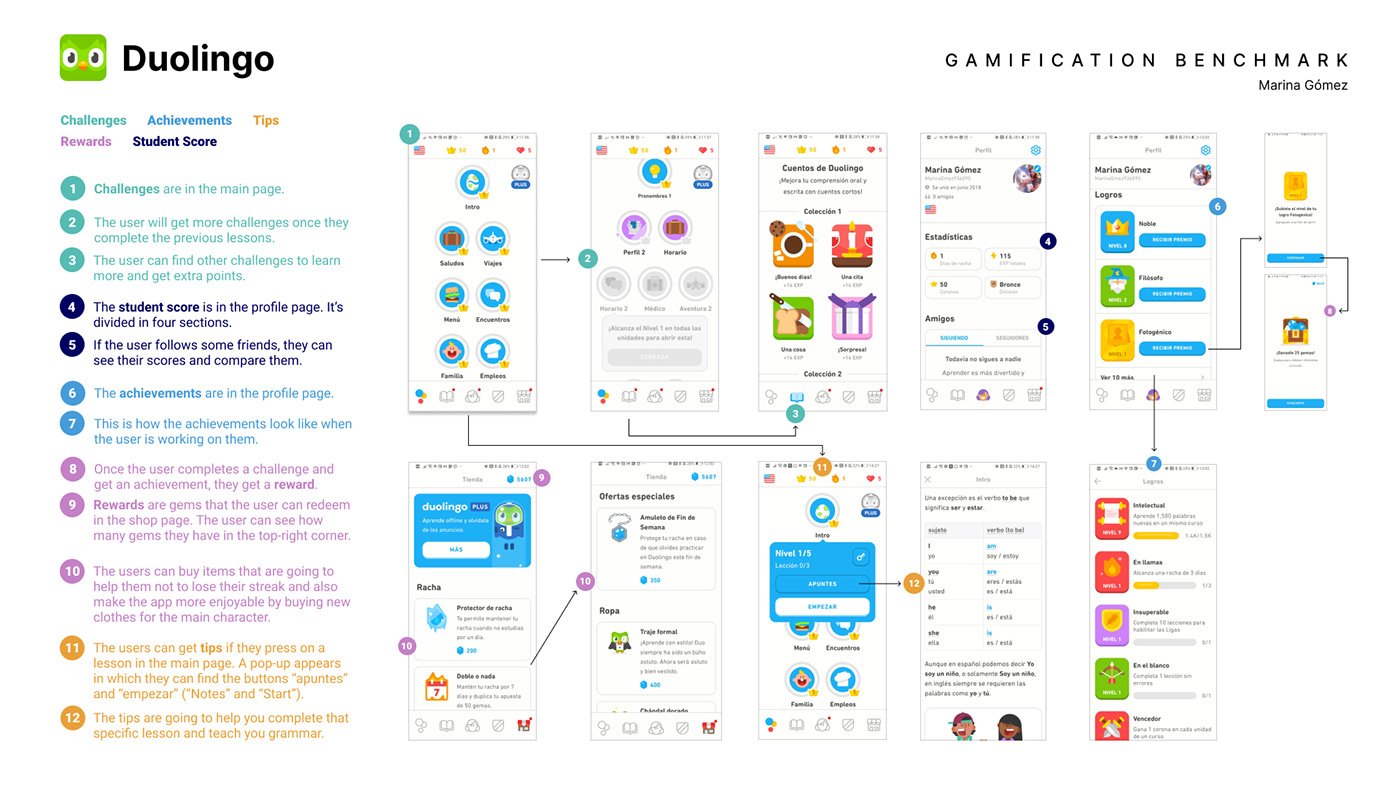 Duolingo
GAMIFICATION BENCHMARK
Marina Gómez
Challenges Achievements Tips
Rewards Student Score
1 Challenges are in the main page.
2 The user will get more challenges once they
complete the previous lessons.
3 The user can find other challenges to learn
more and get extra points.
4 The student score is in the profile page. It's
divided in four sections.
5 If the user follows some friends, they can
see their scores and compare them.
6 The achievements are in the profile page.
7 This is how the achievements look like when
the user is working on them.
8 Once the user completes a challenge and
get an achievement, they get a reward.
9 Rewards are gems that the user can redeem
in the shop page. The user can see how
many gems they have in the top-right corner.
10 The users can buy items that are going to
help them not to lose their streak and also
make the app more enjoyable by buying new
clothes for the main character.
11 The users can get tips if they press on a
lesson in the main page. A pop-up appears
in which they can find the buttons "apuntes"
and "empezar" ("Notes" and "Start").
12 The tips are going to help you complete that
specific lesson and teach you grammar.
1
50 1 5
PLUS
Intro
Saludos Viajes
Menú Encuentros
Familia Empleos
2
50 1 5
PLUS
Pronombres 1
Perfil 2 Horario
Horario 2 Médico Aventura 2
¡Alcanza el Nivel 1 en todas las
unidades para abrir esta!
CERRADA
50 1 5
Cuentos de Duolingo
¡Mejora tu comprensión oral y
escrita con cuentos cortos!
Colección 1
¡Buenos días! Una cita
+14 EXP +14 EXP
Una cosa ¡Sorpresa!
+14 EXP +14 EXP
Colección 2
3
Perfil
Marina Gómez
Se unió en junio 2018
0 amigos
Estadísticas
4
1 115
Días de racha EXP totales
50 Bronce
Coronas División
Amigos
5
SIGUIENDO SEGUIDORES
Todavía no sigues a nadie
Aprender es más divertido y
Perfil
Marina Gómez
Logros
6
Noble
NIVEL 8
RECIBIR PREMIO
Filósofo
NIVEL 2
RECIBIR PREMIO
Fotogénico
NIVEL 1
RECIBIR PREMIO
Ver 10 más
¡Subiste el nivel de tu
logro Fotogénico!
CONTINUAR
8
¡Ganaste 25 gemas!
Tienda 5607
9
duolingo PLUS
Aprende offline y olvídate
de los anuncios.
MÁS
Racha
Protector de racha
Te permite mantener tu
racha cuando no estudias
por un día.
200
10
Doble o nada
Mantén tu racha por 7
días y duplica tu apuesta
de 50 gemas.
Tienda 5607
Ofertas especiales
Amuleto de Fin de
Semana
Protege tu racha en caso
de que olvides practicar
en Duolingo este fin de
semana.
350
10
Ropa
Traje formal
¡Aprende con estilo! Duo
siempre ha sido un búho
astuto. Ahora será astuto
y bien vestido.
400
Chándal dorado
11
50 1 5
PLUS
Intro
Nivel 1/5
Lección 0/3
APUNTES
EMPEZAR
Menú Encuentros
Familia Empleos
12
Intro
Una excepción es el verbo to be que
significa ser y estar.
sujeto verbo (to be)
I am
yo soy / estoy
you are
tú eres / estás
usted es / está
he is
él es / está
she is
ella es / está
Aunque en español podemos decir Yo
soy un niño, o solamente Soy un niño,
en inglés siempre se requieren las
palabras como yo y tú.
7
Logros
Intelectual
Aprende 1,500 palabras
nuevas en un mismo curso
NIVEL 9
1.4K/1.5K
En llamas
Alcanza una racha de 3 días
NIVEL 1
1/3
Insuperable
Completa 10 lecciones para
habilitar las Ligas
NIVEL 1
0/1
En el blanco
Completa 1 lección sin
errores
NIVEL 1
0/1
Vencedor
Gana 1 corona en cada unidad
de un curso